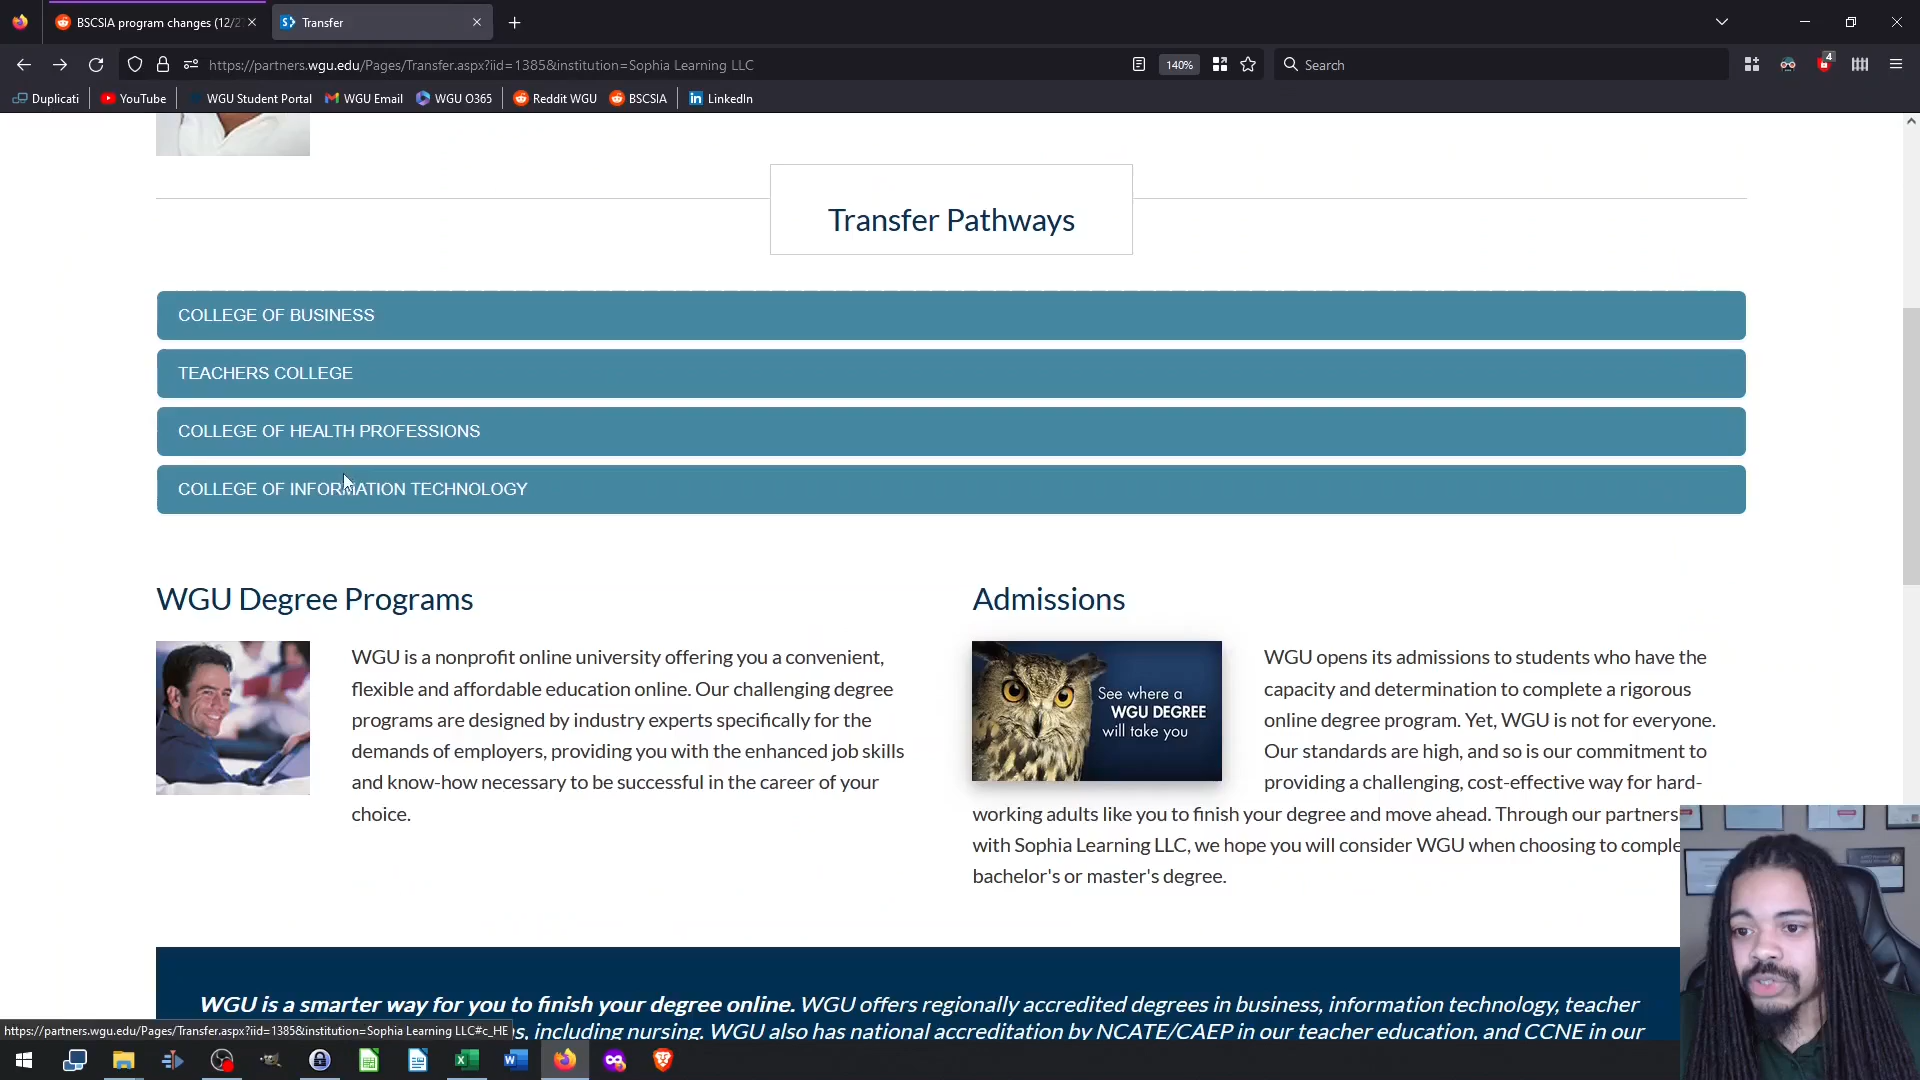 BSCSIA program changes (12/2
Transfer
https://partners.wgu.edu/Pages/Transfer.aspx?iid=1385&institution=Sophia Learning LLC
140%
Search
4
Duplicati
YouTube
WGU Student Portal
WGU Email
WGU O365
Reddit WGU
BSCSIA
LinkedIn
Transfer Pathways
COLLEGE OF BUSINESS
TEACHERS COLLEGE
COLLEGE OF HEALTH PROFESSIONS
COLLEGE OF INFORMATION TECHNOLOGY
WGU Degree Programs
WGU is a nonprofit online university offering you a convenient,
flexible and affordable education online. Our challenging degree
programs are designed by industry experts specifically for the
demands of employers, providing you with the enhanced job skills
and know-how necessary to be successful in the career of your
choice.
Admissions
See where a
WGU DEGREE
will take you
WGU opens its admissions to students who have the
capacity and determination to complete a rigorous
online degree program. Yet, WGU is not for everyone.
Our standards are high, and so is our commitment to
providing a challenging, cost-effective way for hard-
working adults like you to finish your degree and move ahead. Through our partners
with Sophia Learning LLC, we hope you will consider WGU when choosing to comple
bachelor's or master's degree.
WGU is a smarter way for you to finish your degree online. WGU offers regionally accredited degrees in business, information technology, teacher
s, including nursing. WGU also has national accreditation by NCATE/CAEP in our teacher education, and CCNE in our
https://partners.wgu.edu/Pages/Transfer.aspx?iid=1385&institution=Sophia Learning LLC#c_HE